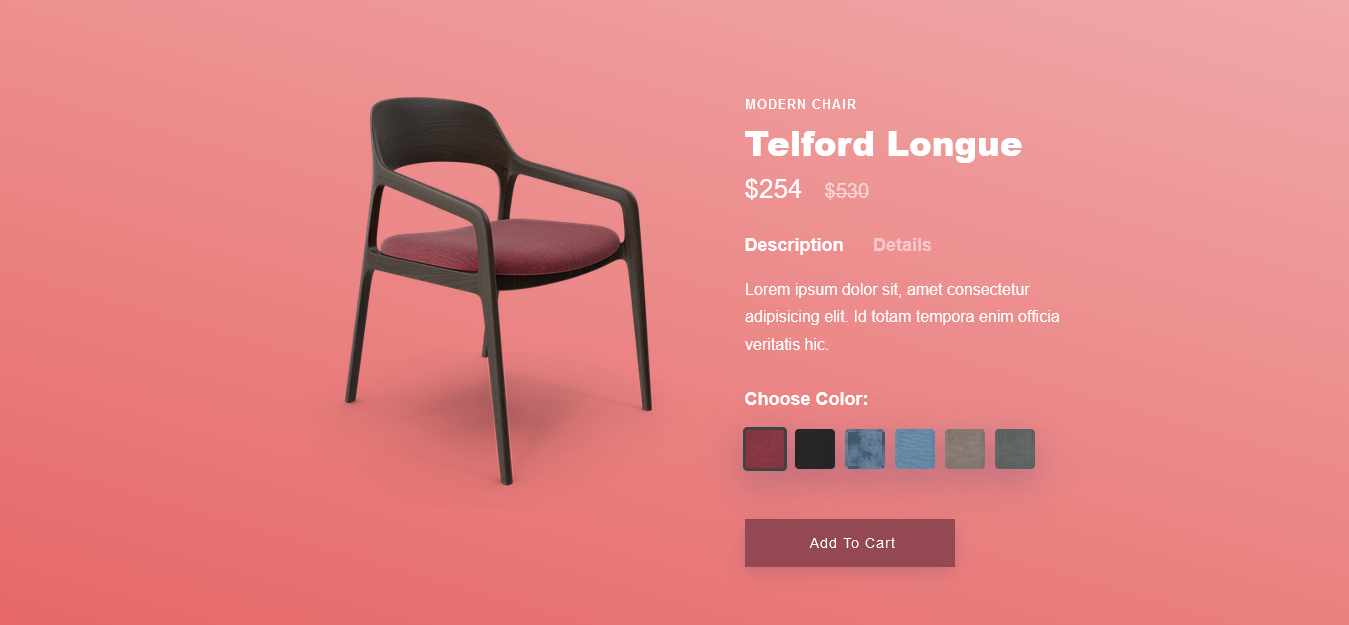 MODERN CHAIR
Telford Longue
$254 $530
Description Details
Lorem ipsum dolor sit, amet consectetur
adipisicing elit. Id totam tempora enim officia
veritatis hic.
Choose Color:
Add To Cart